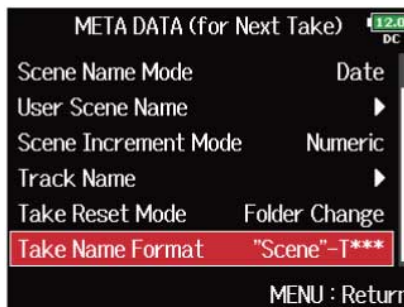 META DATA (for Next Take) 12.0
DC
Scene Name Mode Date
User Scene Name
Scene Increment Mode Numeric
Track Name
Take Reset Mode Folder Change
Take Name Format "Scene"-T***
MENU : Return